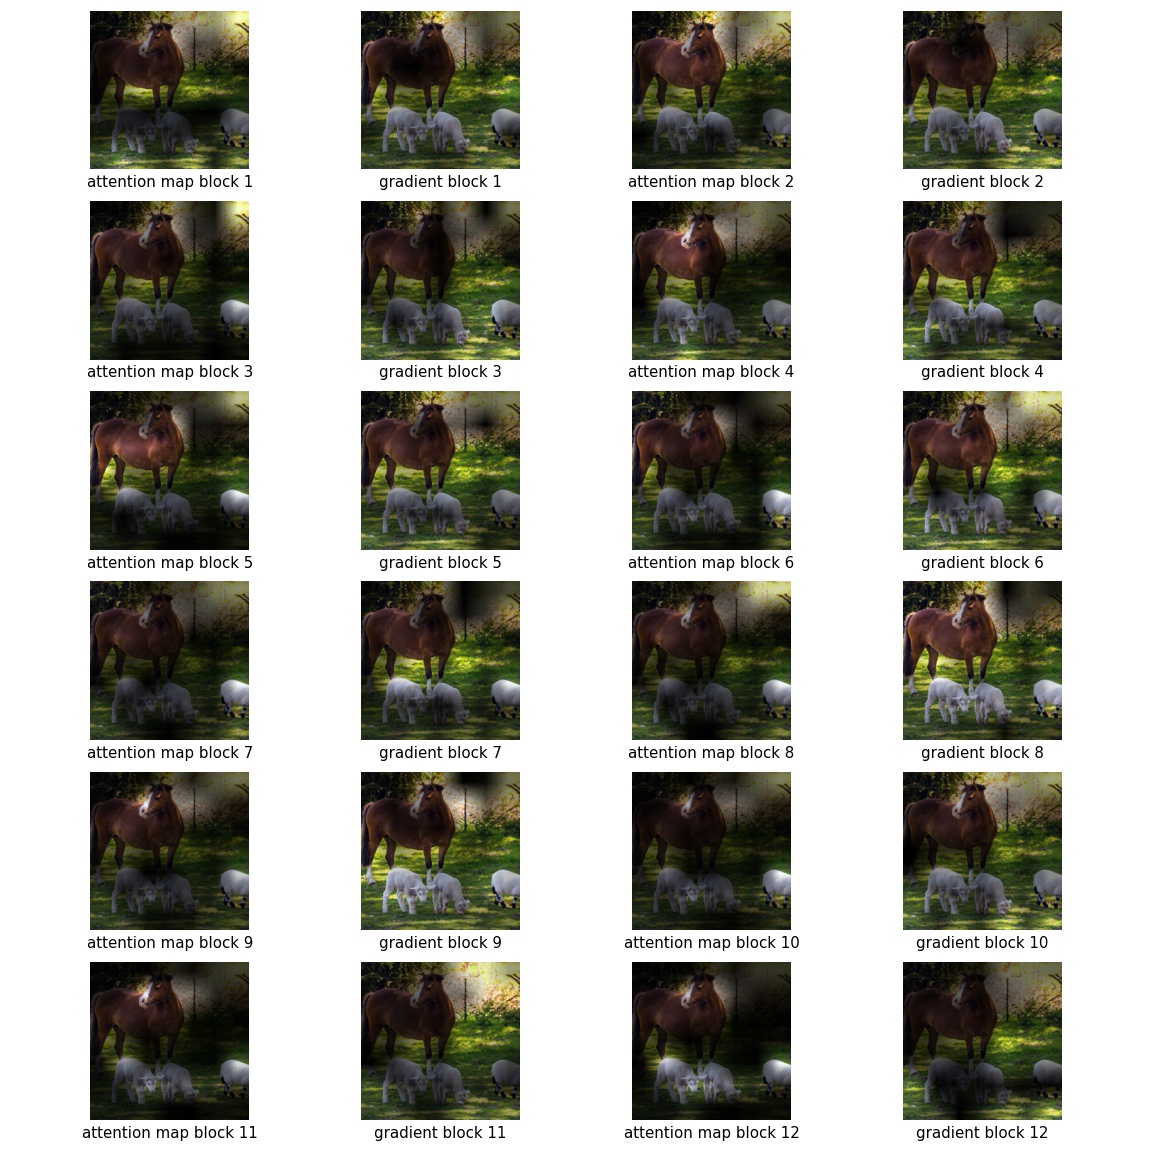 attention map block 1
gradient block 1
attention map block 2
gradient block 2
attention map block 3
gradient block 3
attention map block 4
gradient block 4
attention map block 5
gradient block 5
attention map block 6
gradient block 6
attention map block 7
gradient block 7
attention map block 8
gradient block 8
attention map block 9
gradient block 9
attention map block 10
gradient block 10
attention map block 11
gradient block 11
attention map block 12
gradient block 12